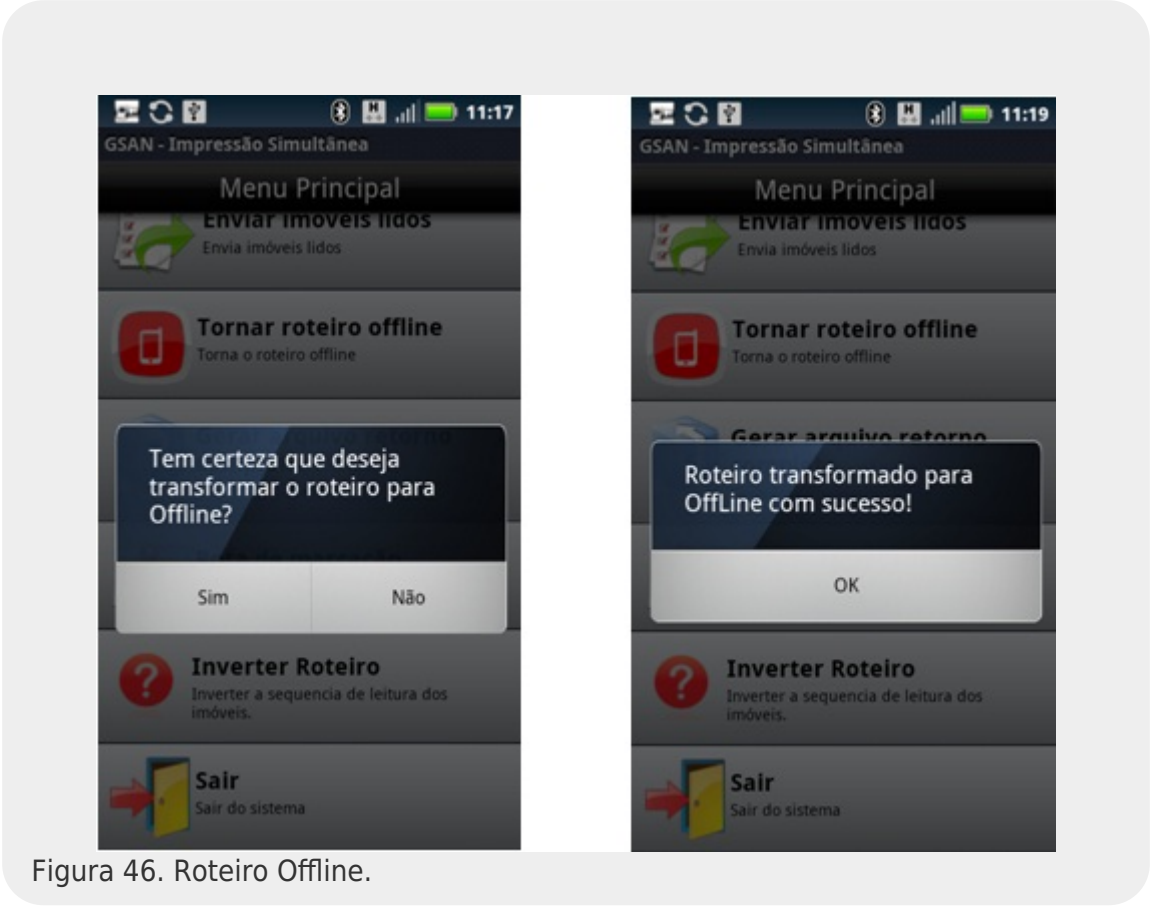 11:17
GSAN - Impressão Simultânea
Menu Principal
Enviar imóveis lidos
Envia imóveis lidos
Tornar roteiro offline
Torna o roteiro offline
Gerar arquivo retorno
Tem certeza que deseja
transformar o roteiro para
Offline?
Sim Não
Inverter Roteiro
Inverter a sequencia de leitura dos
imóveis.
Sair
Sair do sistema
11:19
GSAN - Impressão Simultânea
Menu Principal
Enviar imóveis lidos
Envia imóveis lidos
Tornar roteiro offline
Torna o roteiro offline
Gerar arquivo retorno
Roteiro transformado para
OffLine com sucesso!
OK
Inverter Roteiro
Inverter a sequencia de leitura dos
imóveis.
Sair
Sair do sistema
Figura 46. Roteiro Offline.